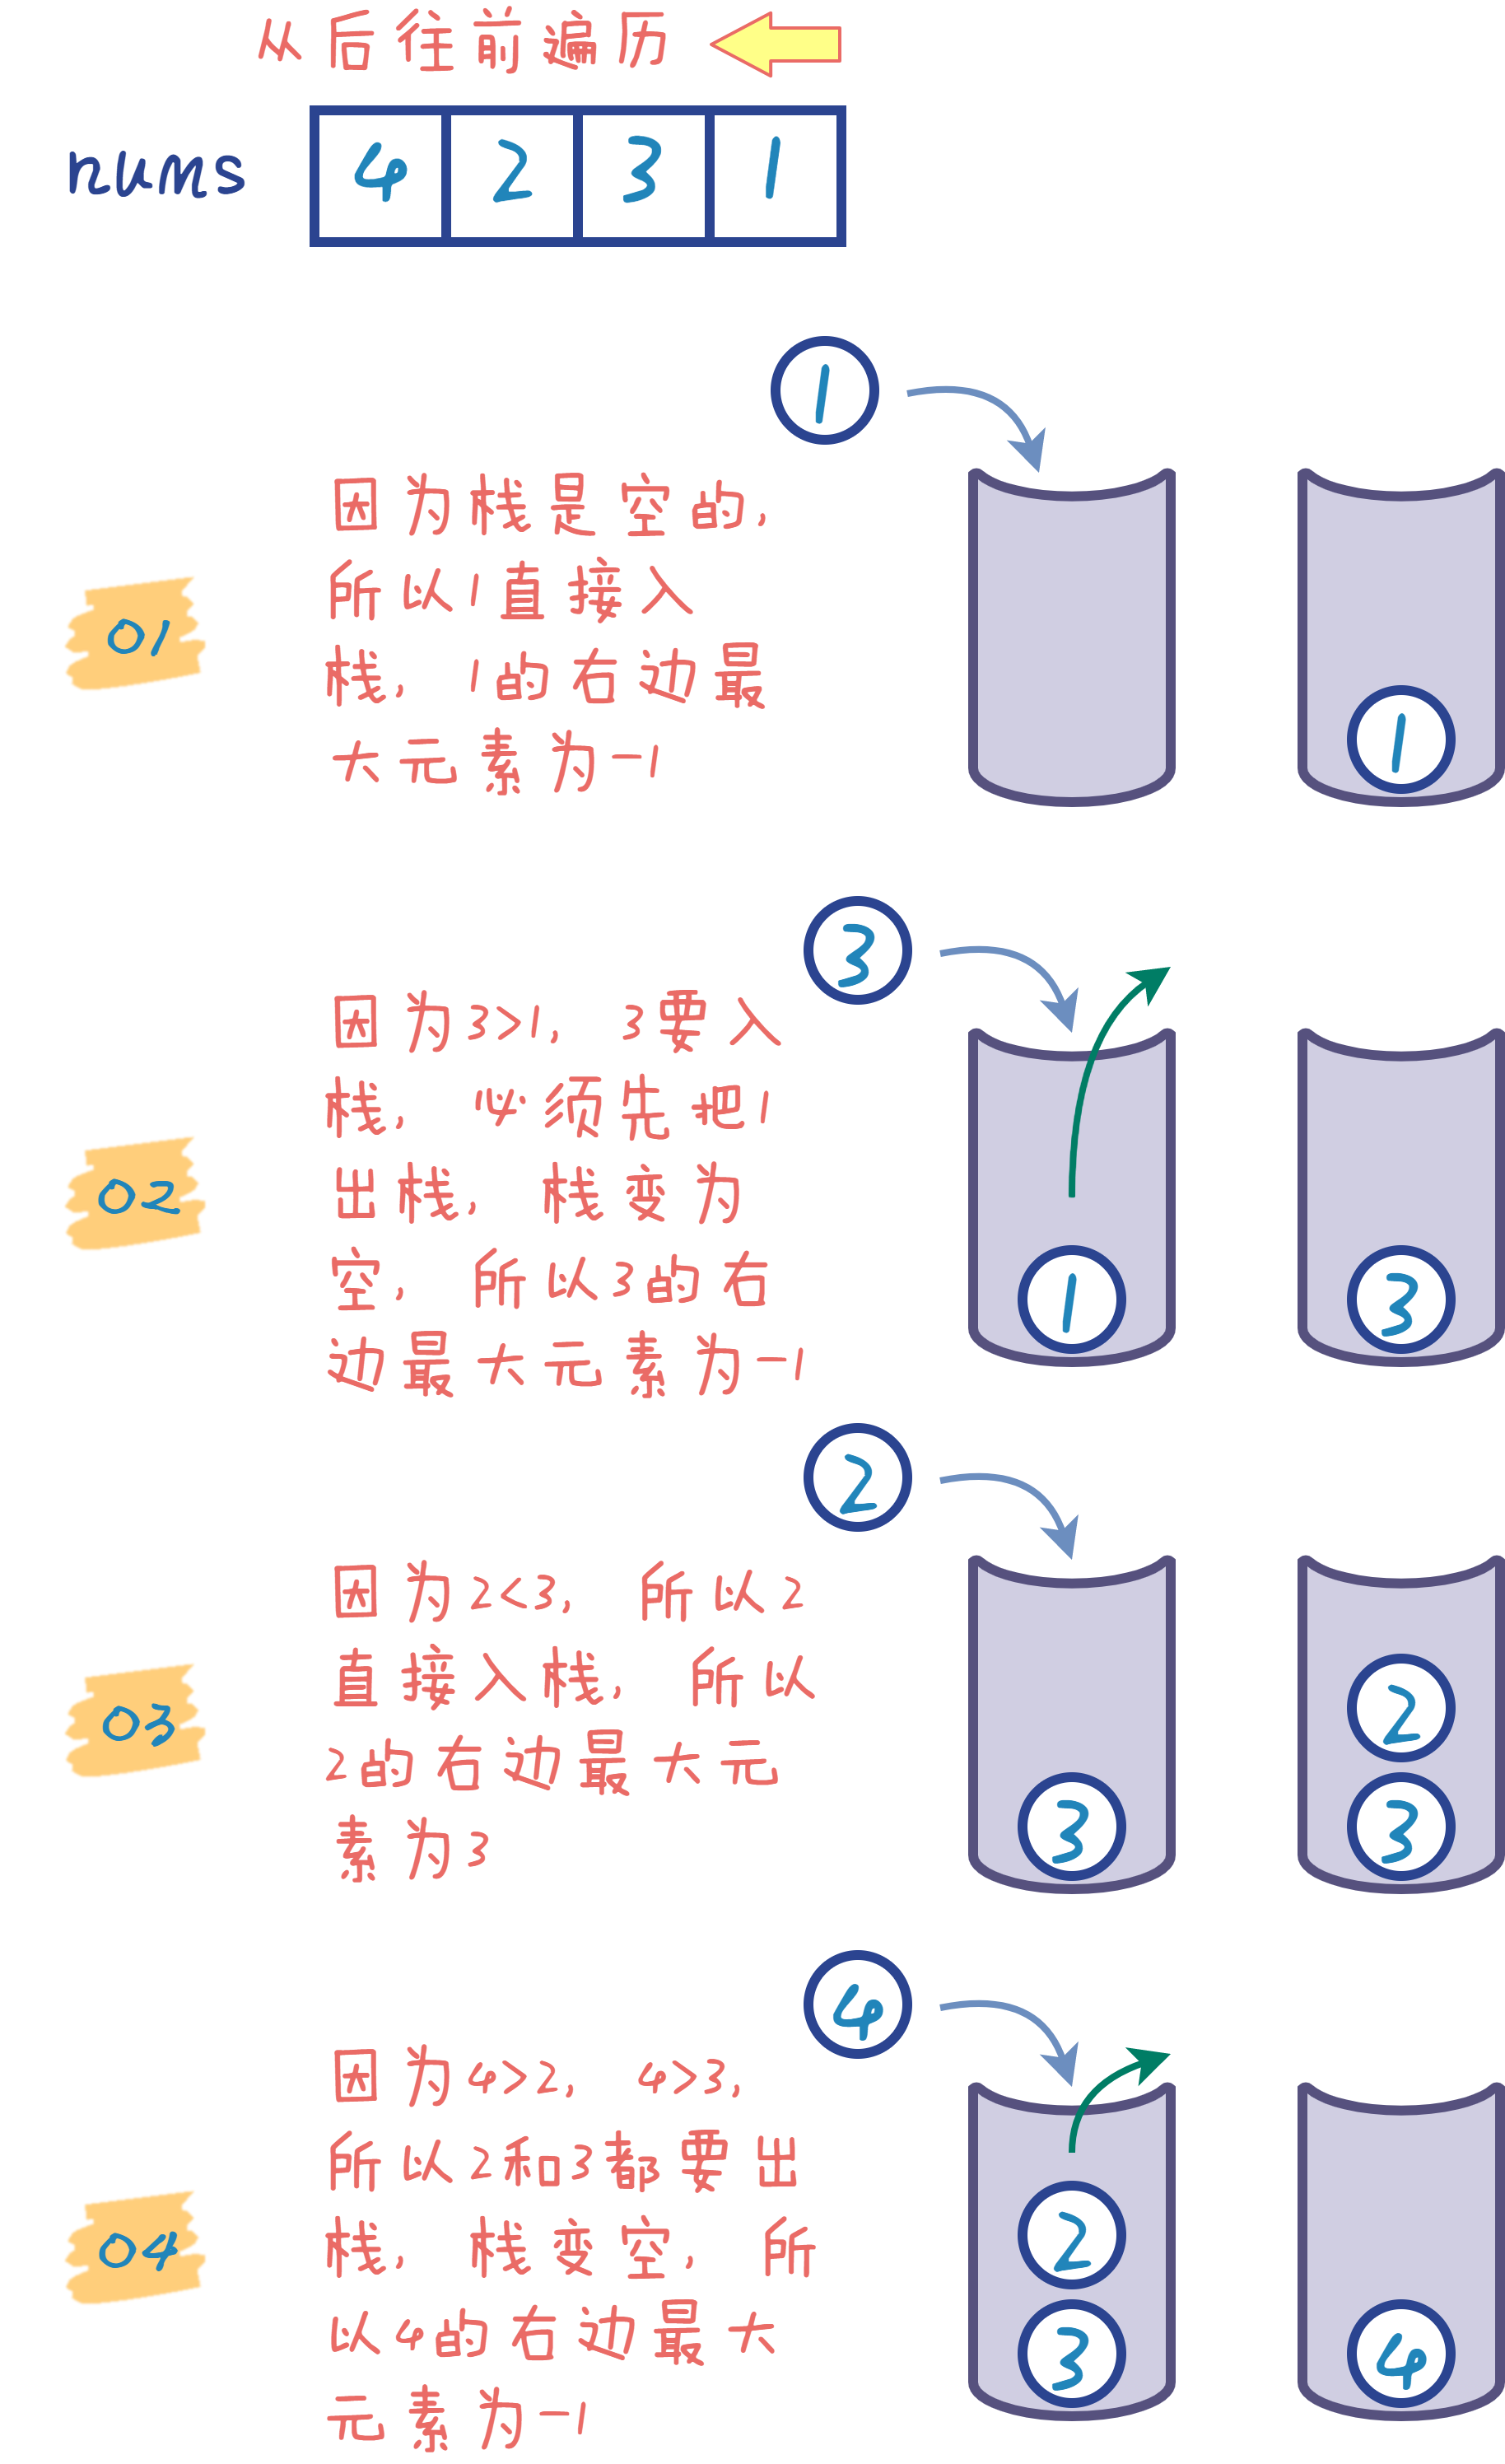 从后往前遍历
nums 4 2 3 1
1
因为栈是空的,
所以1直接入
栈, 1的右边最
大元素为-1
01
1
3
因为3>1, 3要入
栈, 必须先把1
出栈, 栈变为
空, 所以3的右
边最大元素为-1
02
1
3
2
因为2<3, 所以2
直接入栈, 所以
2的右边最大元
素为3
03
3
2
3
4
因为4>2, 4>3,
所以2和3都要出
栈, 栈变空, 所
以4的右边最大
元素为-1
04
2
3
4